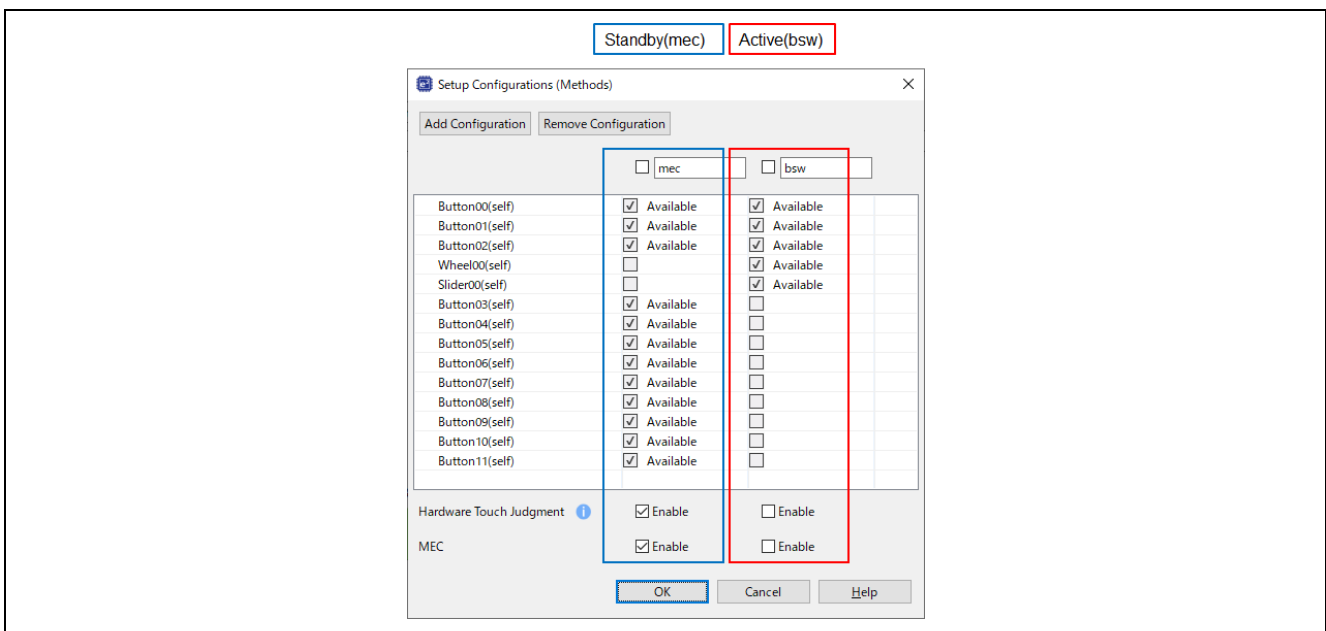 Standby(mec) Active(bsw)
Setup Configurations (Methods)
Add Configuration Remove Configuration
mec bsw
Button00(self) Available Available
Button01(self) Available Available
Button02(self) Available Available
Wheel00(self) Available
Slider00(self) Available
Button03(self) Available
Button04(self) Available
Button05(self) Available
Button06(self) Available
Button07(self) Available
Button08(self) Available
Button09(self) Available
Button10(self) Available
Button11(self) Available
Hardware Touch Judgment i Enable Enable
MEC Enable Enable
OK Cancel Help